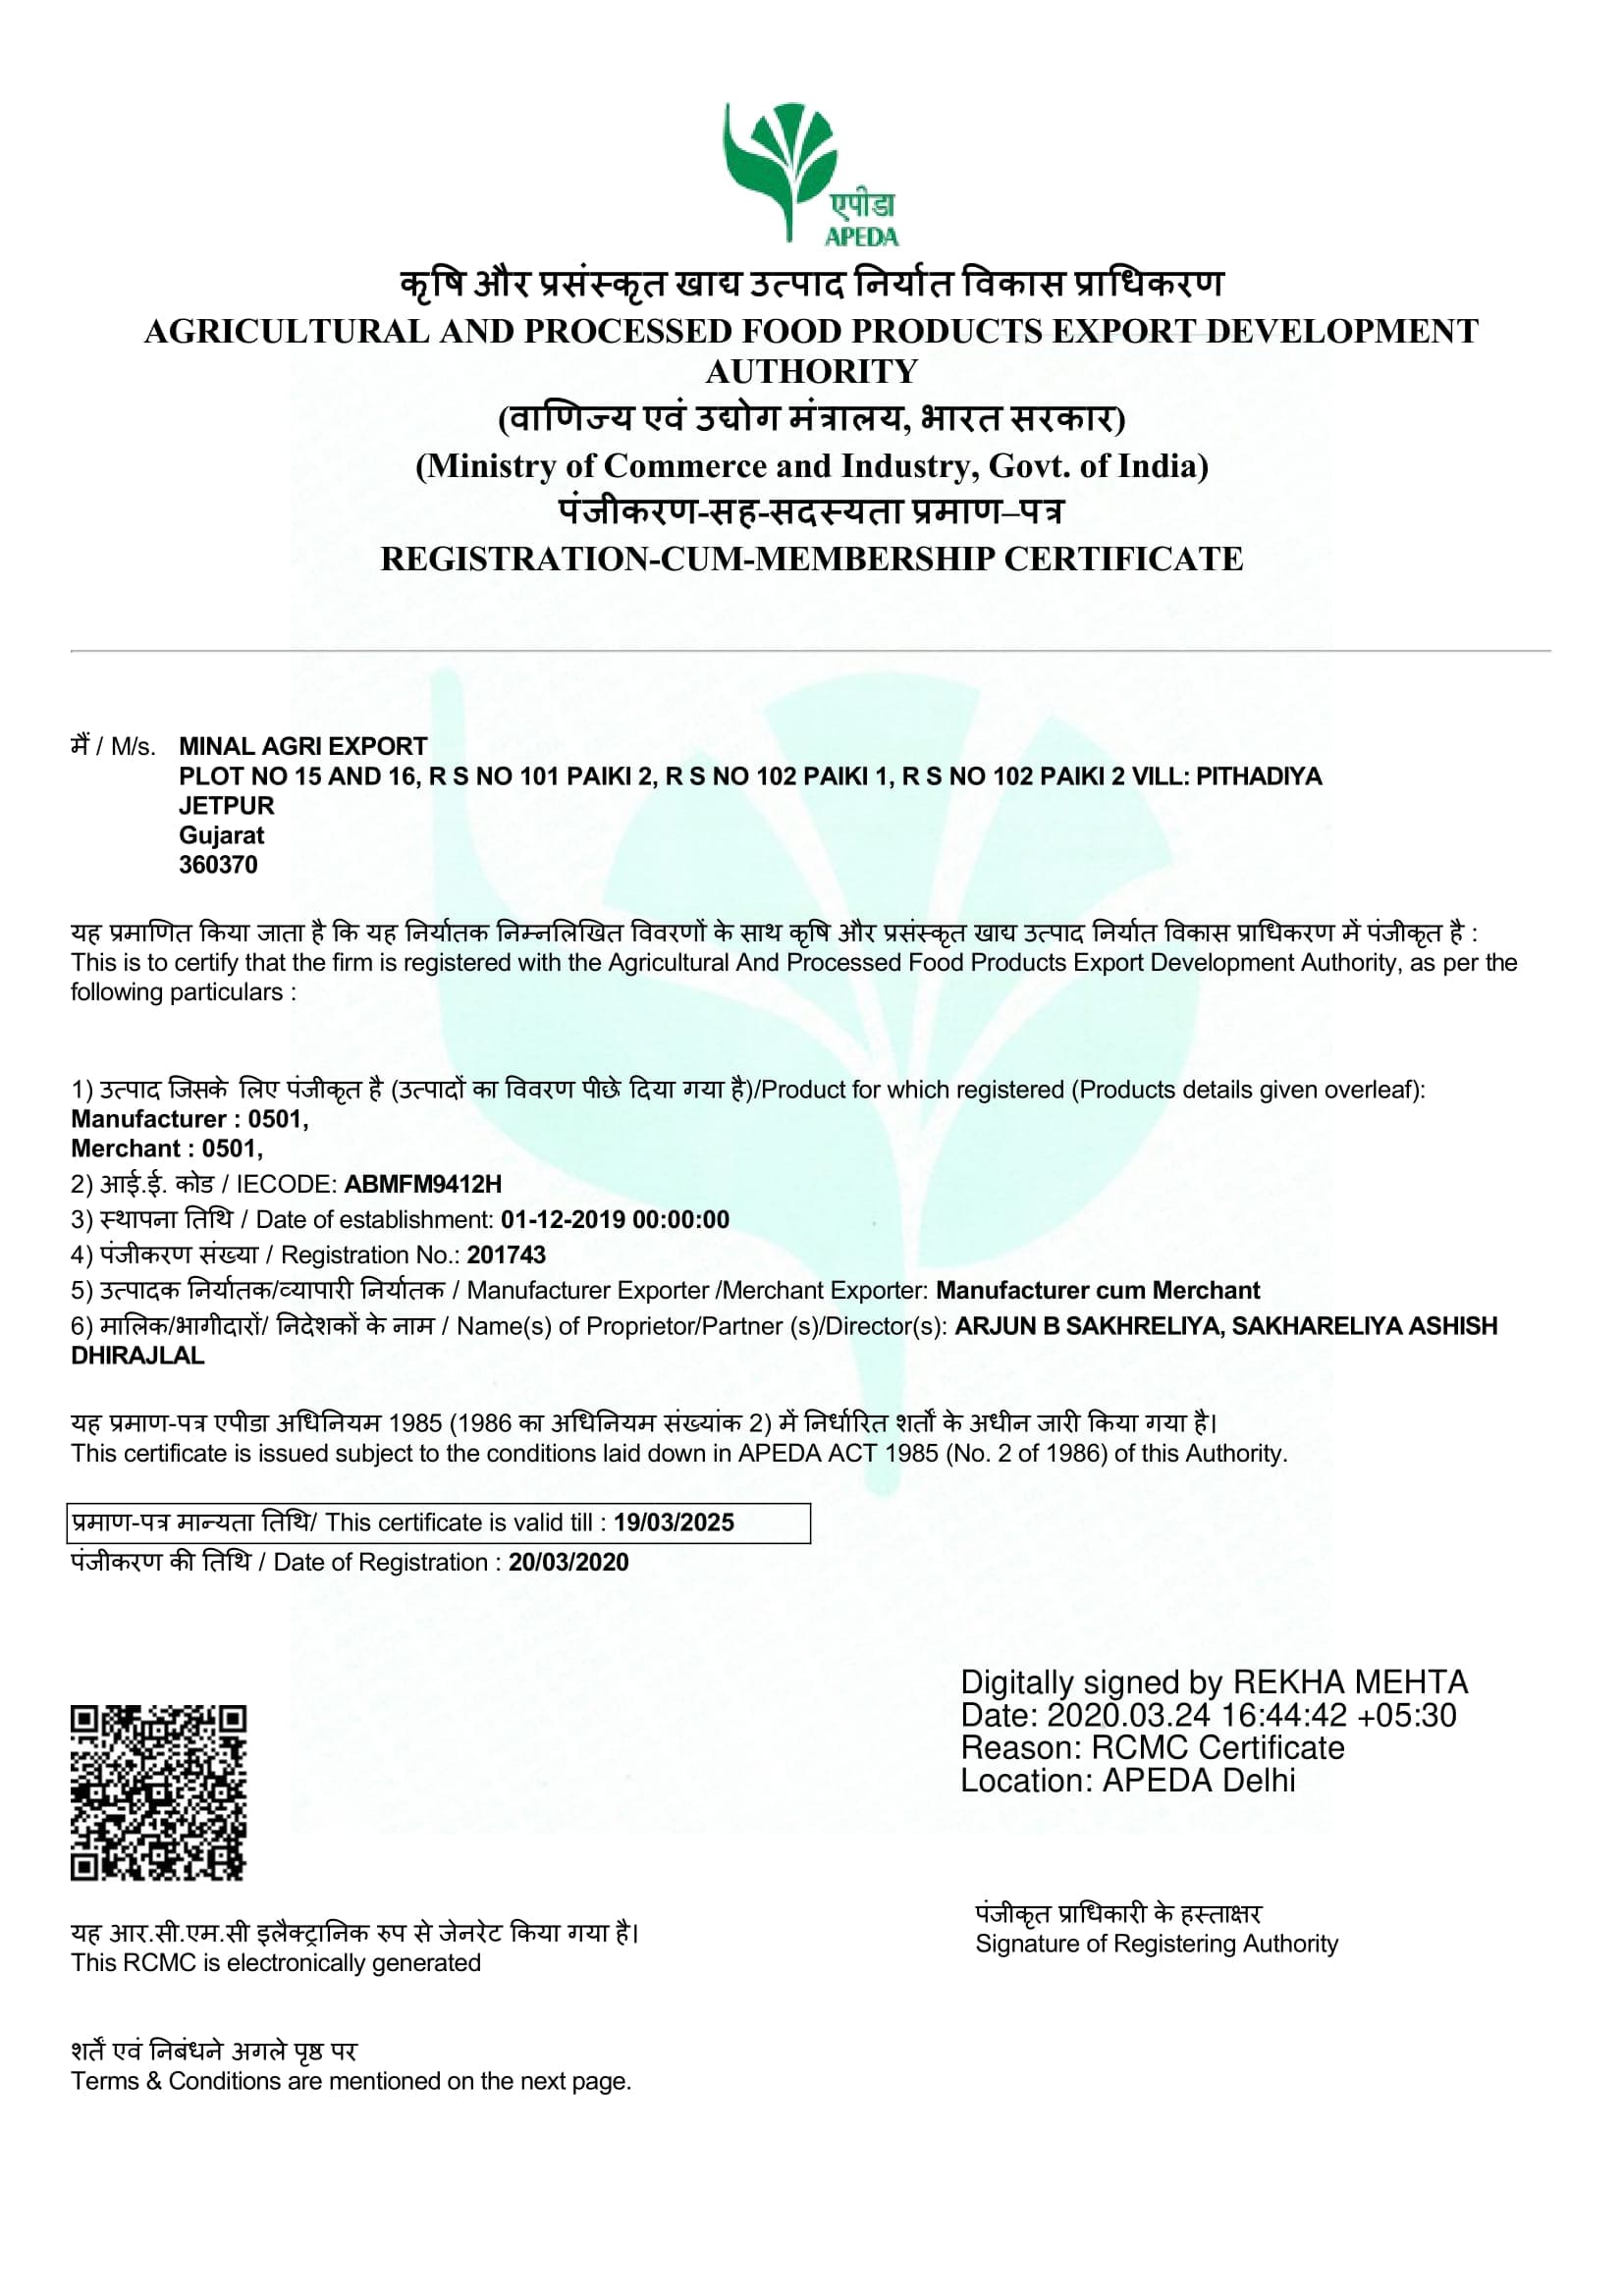 एपीडा
APEDA
कृषि और प्रसंस्कृत खाद्य उत्पाद निर्यात विकास प्राधिकरण
AGRICULTURAL AND PROCESSED FOOD PRODUCTS EXPORT DEVELOPMENT
AUTHORITY
(वाणिज्य एवं उद्योग मंत्रालय, भारत सरकार)
(Ministry of Commerce and Industry, Govt. of India)
पंजीकरण-सह-सदस्यता प्रमाण–पत्र
REGISTRATION-CUM-MEMBERSHIP CERTIFICATE
मैं / M/s. MINAL AGRI EXPORT
PLOT NO 15 AND 16, R S NO 101 PAIKI 2, R S NO 102 PAIKI 1, R S NO 102 PAIKI 2 VILL: PITHADIYA
JETPUR
Gujarat
360370
यह प्रमाणित किया जाता है कि यह निर्यातक निम्नलिखित विवरणों के साथ कृषि और प्रसंस्कृत खाद्य उत्पाद निर्यात विकास प्राधिकरण में पंजीकृत है :
This is to certify that the firm is registered with the Agricultural And Processed Food Products Export Development Authority, as per the
following particulars :
1) उत्पाद जिसके लिए पंजीकृत है (उत्पादों का विवरण पीछे दिया गया है)/Product for which registered (Products details given overleaf):
Manufacturer : 0501,
Merchant : 0501,
2) आई.ई. कोड / IECODE: ABMFM9412H
3) स्थापना तिथि / Date of establishment: 01-12-2019 00:00:00
4) पंजीकरण संख्या / Registration No.: 201743
5) उत्पादक निर्यातक/व्यापारी निर्यातक / Manufacturer Exporter /Merchant Exporter: Manufacturer cum Merchant
6) मालिक/भागीदारों/ निदेशकों के नाम / Name(s) of Proprietor/Partner (s)/Director(s): ARJUN B SAKHRELIYA, SAKHARELIYA ASHISH
DHIRAJLAL
यह प्रमाण-पत्र एपीडा अधिनियम 1985 (1986 का अधिनियम संख्यांक 2) में निर्धारित शर्तों के अधीन जारी किया गया है।
This certificate is issued subject to the conditions laid down in APEDA ACT 1985 (No. 2 of 1986) of this Authority.
प्रमाण-पत्र मान्यता तिथि/ This certificate is valid till : 19/03/2025
पंजीकरण की तिथि / Date of Registration : 20/03/2020
Digitally signed by REKHA MEHTA
Date: 2020.03.24 16:44:42 +05:30
Reason: RCMC Certificate
Location: APEDA Delhi
पंजीकृत प्राधिकारी के हस्ताक्षर
Signature of Registering Authority
यह आर.सी.एम.सी इलैक्ट्रानिक रुप से जेनरेट किया गया है।
This RCMC is electronically generated
शर्तें एवं निबंधने अगले पृष्ठ पर
Terms & Conditions are mentioned on the next page.